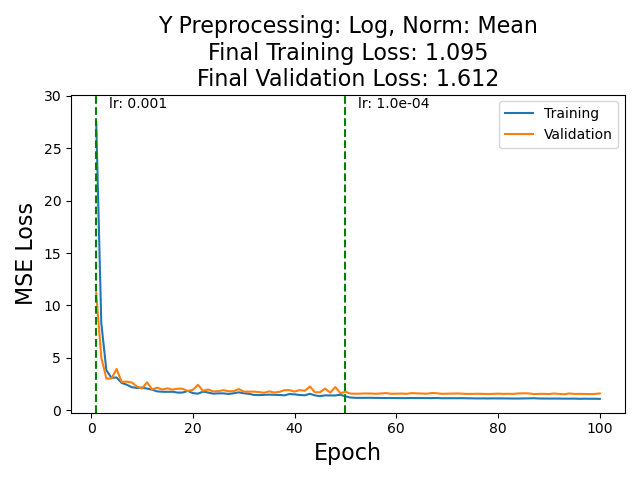 Y Preprocessing: Log, Norm: Mean
Final Training Loss: 1.095
Final Validation Loss: 1.612
lr: 0.001
lr: 1.0e-04
Training
Validation
MSE Loss
30
25
20
15
10
5
0
0 20 40 60 80 100
Epoch